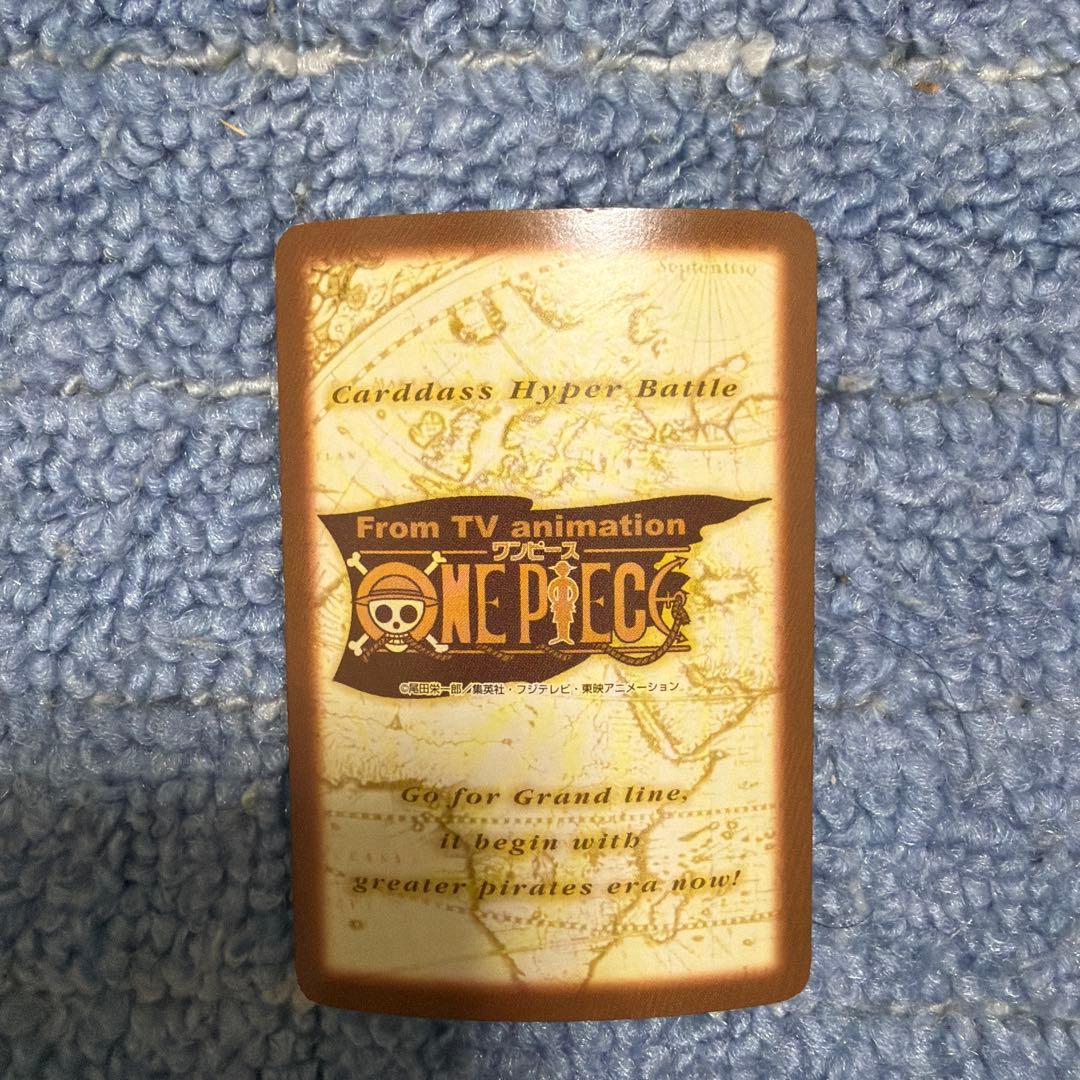 Septentrio
Carddass Hyper Battle
From TV animation
ワンピース
ONE PIECE
©尾田栄一郎/集英社・フジテレビ・東映アニメーション
Go for Grand line,
it begin with
greater pirates era now!